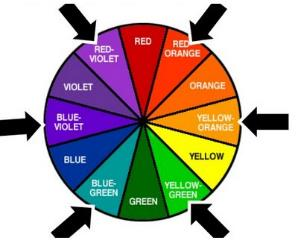 RED
RED-
VIOLET
RED
ORANGE
VIOLET
ORANGE
BLUE-
VIOLET
YELLOW-
ORANGE
BLUE
YELLOW
BLUE-
GREEN
YELLOW-
GREEN
GREEN